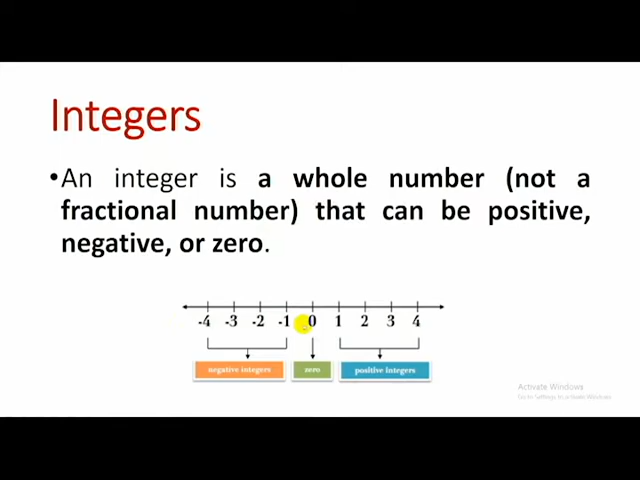 Integers
•An integer is a whole number (not a
fractional number) that can be positive,
negative, or zero.
-4 -3 -2 -1 0 1 2 3 4
negative integers zero positive integers
Activate Windows
Go to Settings to activate Windows.